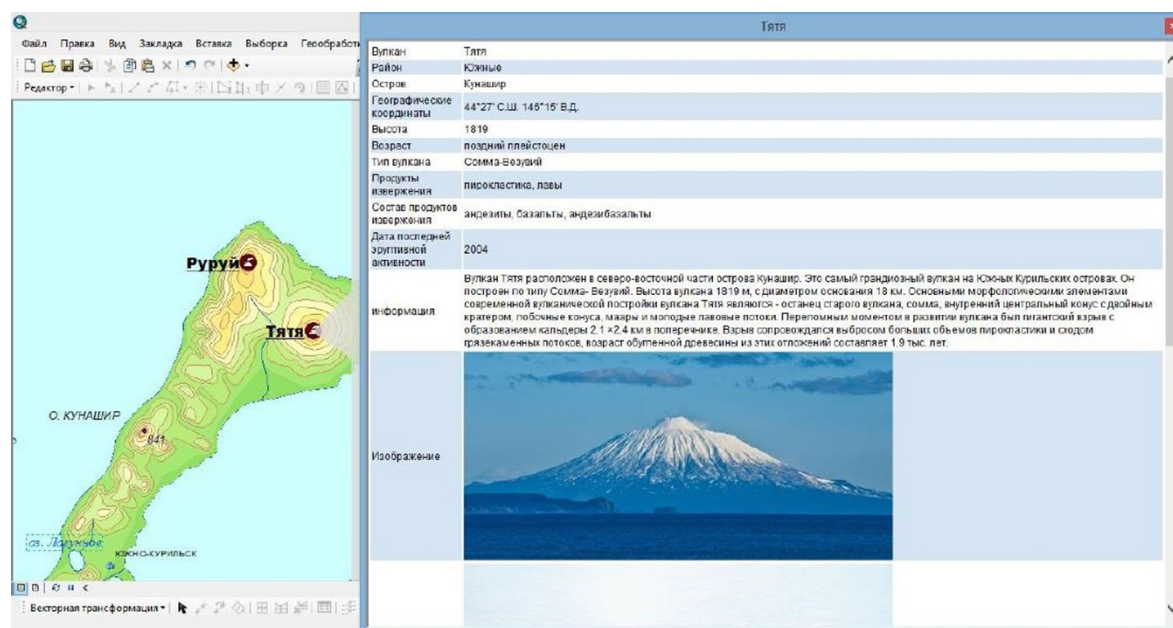 Тятя
Файл Правка Вид Закладка Вставка Выборка Геообработк
Редактор
Руруй
Тятя
О. КУНАШИР
841
оз. Лагунное
ЮЖНО-КУРИЛЬСК
Векторная трансформация
Вулкан Тятя
Район Южные
Остров Кунашир
Географические
координаты 44°27' С.Ш. 146°15' В.Д.
Высота 1819
Возраст поздний плейстоцен
Тип вулкана Сомма-Везувий
Продукты
извержения пирокластика, лавы
Состав продуктов
извержения андезиты, базальты, андезибазальты
Дата последней
эруптивной
активности 2004
информация
Вулкан Тятя расположен в северо-восточной части острова Кунашир. Это самый грандиозный вулкан на Южных Курильских островах. Он
построен по типу Сомма- Везувий. Высота вулкана 1819 м, с диаметром основания 18 км. Основными морфологическими элементами
современной вулканической постройки вулкана Тятя являются - останец старого вулкана, сомма, внутренний центральный конус с двойным
кратером, побочные конуса, маары и молодые лавовые потоки. Переломным моментом в развитии вулкана был гигантский взрыв с
образованием кальдеры 2,1 ×2,4 км в поперечнике. Взрыв сопровождался выбросом больших объемов пирокластики и сходом
грязекаменных потоков, возраст обугленной древесины из этих отложений составляет 1,9 тыс. лет.
Изображение